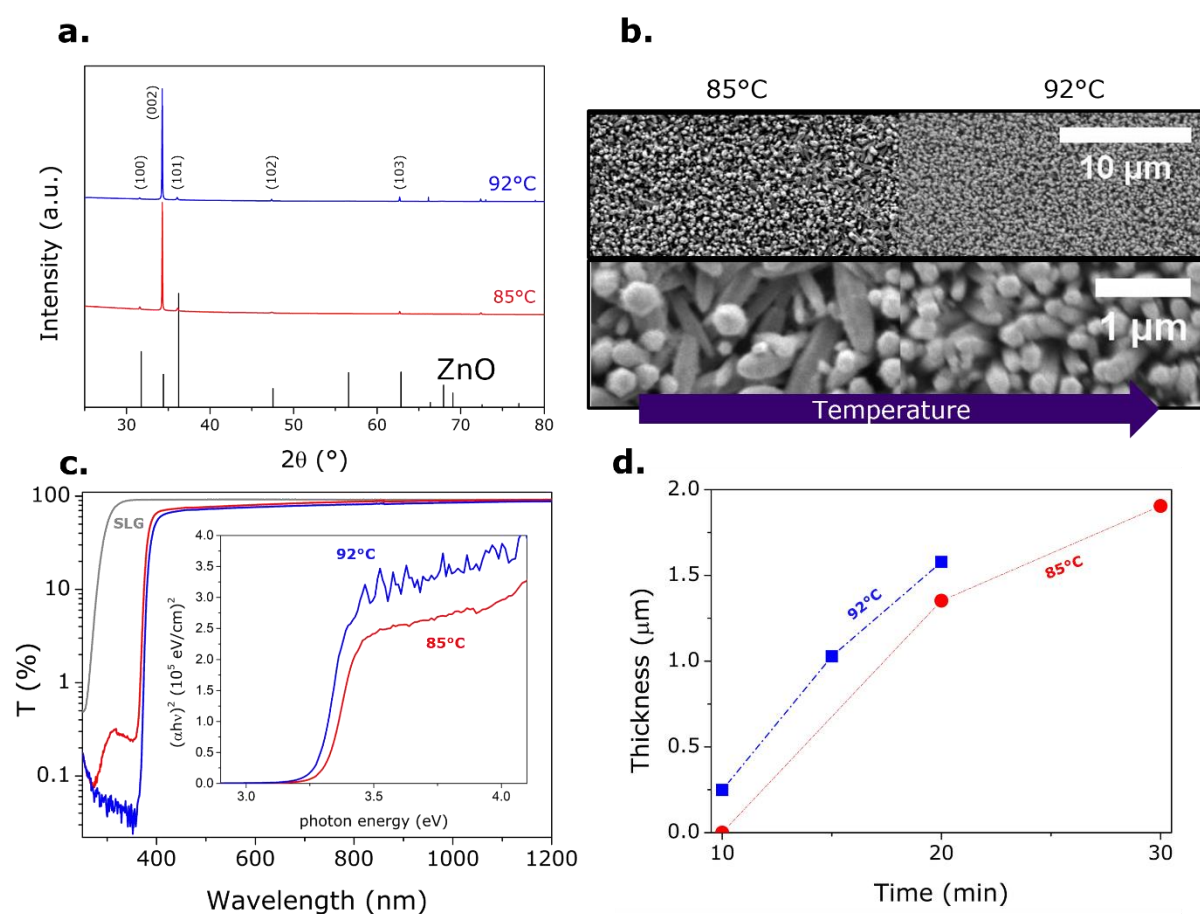 a.
Intensity (a.u.)
(100)
(002)
(101)
(102)
(103)
92°C
85°C
ZnO
30 40 50 60 70 80
2θ (°)
b.
85°C 92°C
10 µm
1 µm
Temperature
c.
T (%)
100
10
1
0.1
SLG
400 600 800 1000 1200
Wavelength (nm)
(αhν)² (10⁵ eV/cm)²
4.0
3.5
3.0
2.5
2.0
1.5
1.0
0.5
0.0
92°C
85°C
3.0 3.5 4.0
photon energy (eV)
d.
Thickness (µm)
2.0
1.5
1.0
0.5
0.0
92°C
85°C
10 20 30
Time (min)